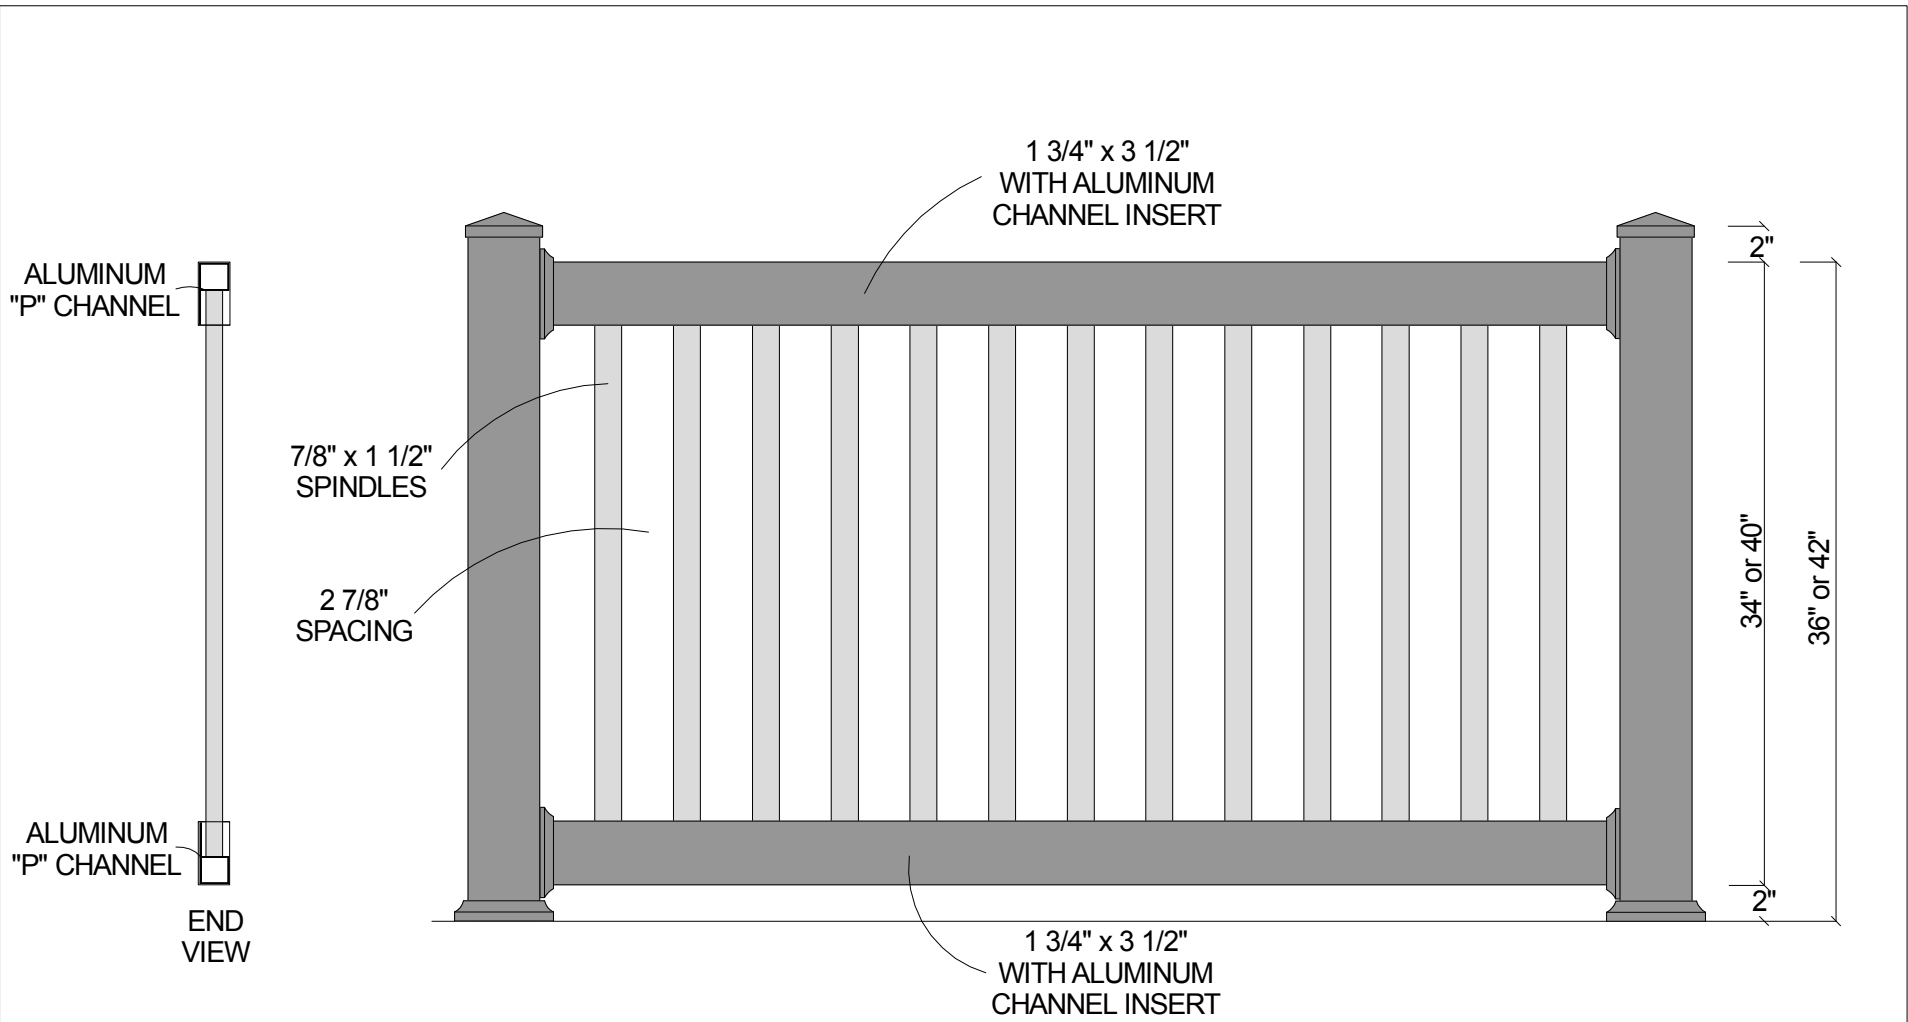 1 3/4" x 3 1/2"
WITH ALUMINUM
CHANNEL INSERT
2"
ALUMINUM
"P" CHANNEL
7/8" x 1 1/2"
SPINDLES
34" or 40"
36" or 42"
2 7/8"
SPACING
ALUMINUM
"P" CHANNEL
2"
END
VIEW
1 3/4" x 3 1/2"
WITH ALUMINUM
CHANNEL INSERT